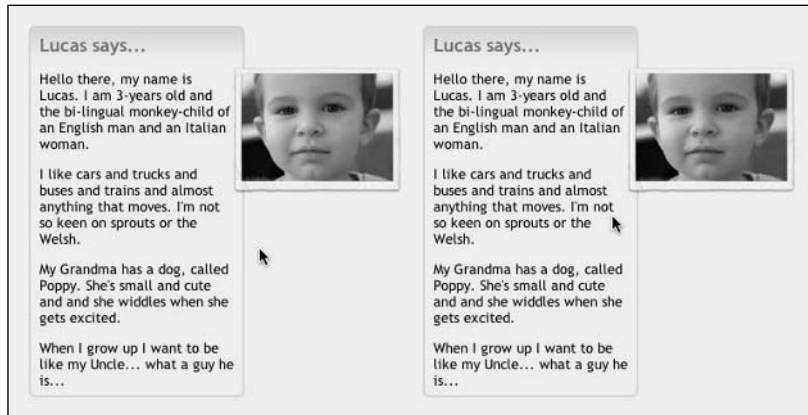 Lucas says...
Hello there, my name is
Lucas. I am 3-years old and
the bi-lingual monkey-child of
an English man and an Italian
woman.
I like cars and trucks and
buses and trains and almost
anything that moves. I'm not
so keen on sprouts or the
Welsh.
My Grandma has a dog, called
Poppy. She's small and cute
and and she widdles when she
gets excited.
When I grow up I want to be
like my Uncle... what a guy he
is...
Lucas says...
Hello there, my name is
Lucas. I am 3-years old and
the bi-lingual monkey-child of
an English man and an Italian
woman.
I like cars and trucks and
buses and trains and almost
anything that moves. I'm not
so keen on sprouts or the
Welsh.
My Grandma has a dog, called
Poppy. She's small and cute
and and she widdles when she
gets excited.
When I grow up I want to be
like my Uncle... what a guy he
is...